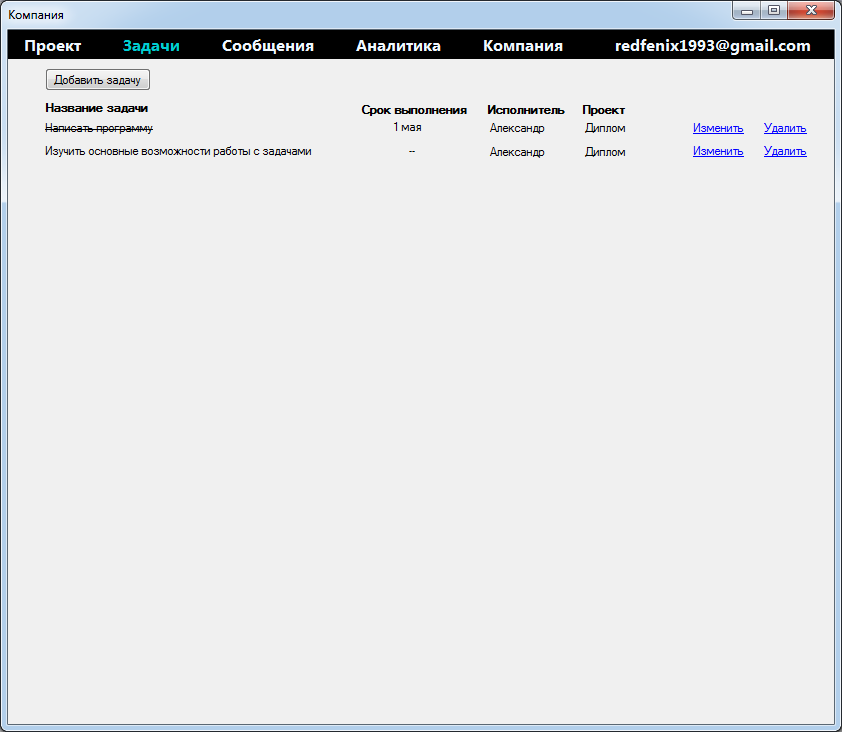 Компания
Проект Задачи Сообщения Аналитика Компания redfenix1993@gmail.com
Добавить задачу
Название задачи Срок выполнения Исполнитель Проект
Написать программу 1 мая Александр Диплом Изменить Удалить
Изучить основные возможности работы с задачами -- Александр Диплом Изменить Удалить